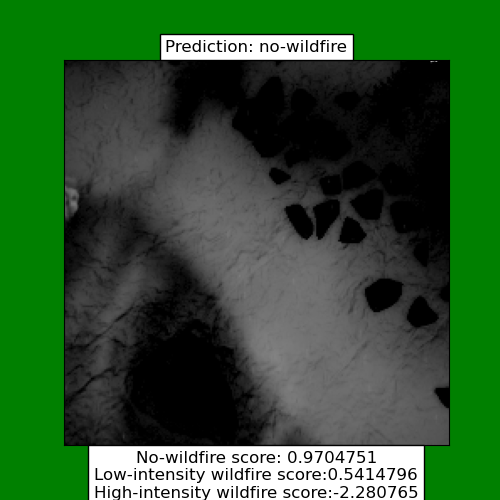 Prediction: no-wildfire
No-wildfire score: 0.9704751
Low-intensity wildfire score:0.5414796
High-intensity wildfire score:-2.280765